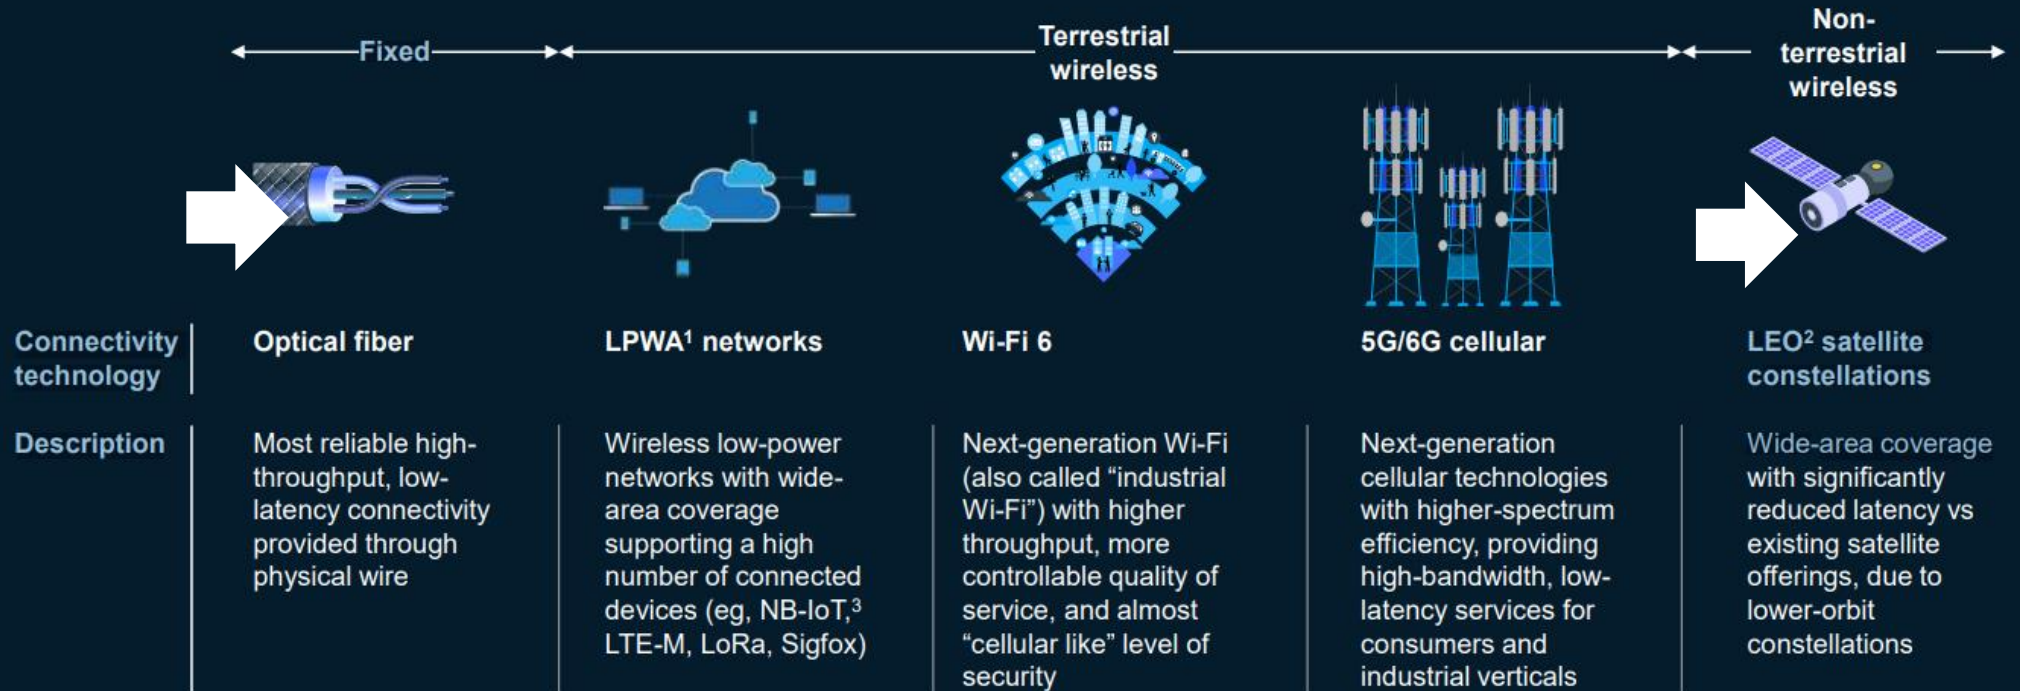 Fixed
Terrestrial
wireless
Non-
terrestrial
wireless
Connectivity
technology
Optical fiber
LPWA¹ networks
Wi-Fi 6
5G/6G cellular
LEO² satellite
constellations
Description
Most reliable high-
throughput, low-
latency connectivity
provided through
physical wire
Wireless low-power
networks with wide-
area coverage
supporting a high
number of connected
devices (eg, NB-IoT,³
LTE-M, LoRa, Sigfox)
Next-generation Wi-Fi
(also called “industrial
Wi-Fi”) with higher
throughput, more
controllable quality of
service, and almost
“cellular like” level of
security
Next-generation
cellular technologies
with higher-spectrum
efficiency, providing
high-bandwidth, low-
latency services for
consumers and
industrial verticals
Wide-area coverage
with significantly
reduced latency vs
existing satellite
offerings, due to
lower-orbit
constellations